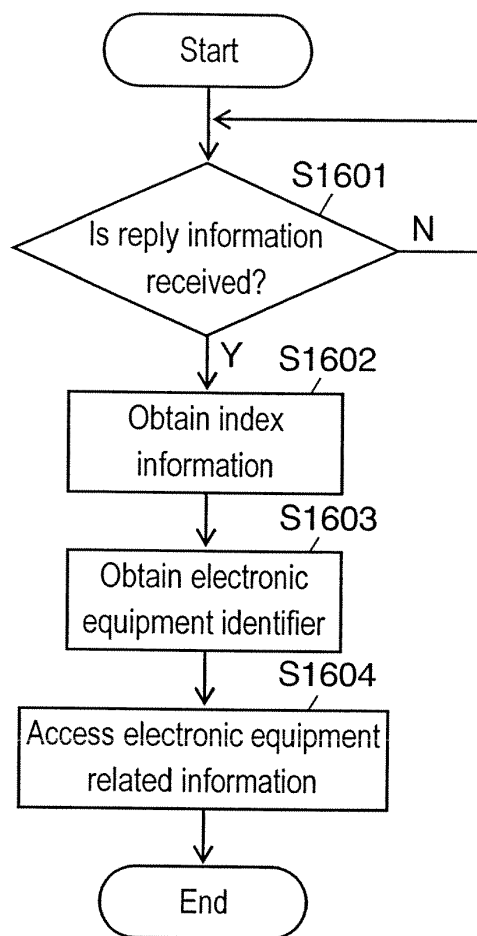 Start
S1601
Is reply information
received?
N
Y
S1602
Obtain index
information
S1603
Obtain electronic
equipment identifier
S1604
Access electronic equipment
related information
End